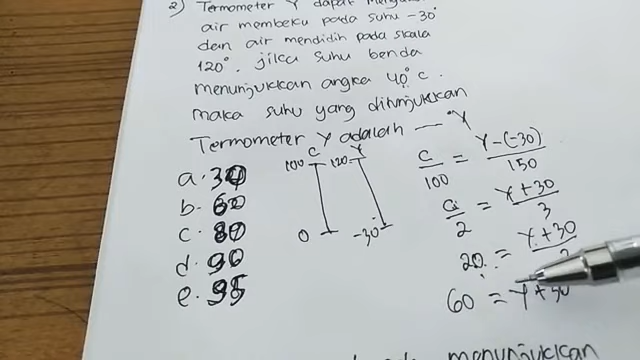 2) Termometer Y dapat
air membeku pada suhu -30°
dan air mendidih pada skala
120°. jika suhu benda
menunjukkan angka 40°c.
maka suhu yang ditunjukkan
Termometer Y adalah — °Y
a. 30
b. 60
c. 80
d. 90
e. 95
C Y
100 120
0 -30
C/100 = Y-(-30)/150
/2 = Y+30/3
20 = Y+30
60 = Y+30
menunjukkan